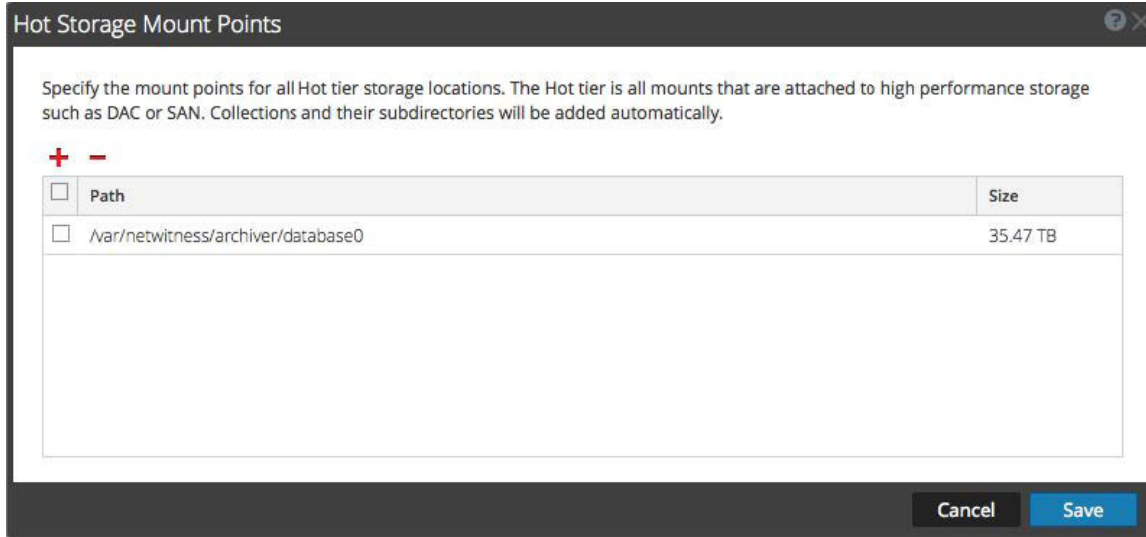 Hot Storage Mount Points
Specify the mount points for all Hot tier storage locations. The Hot tier is all mounts that are attached to high performance storage
such as DAC or SAN. Collections and their subdirectories will be added automatically.
Path Size
/var/netwitness/archiver/database0 35.47 TB
Cancel Save